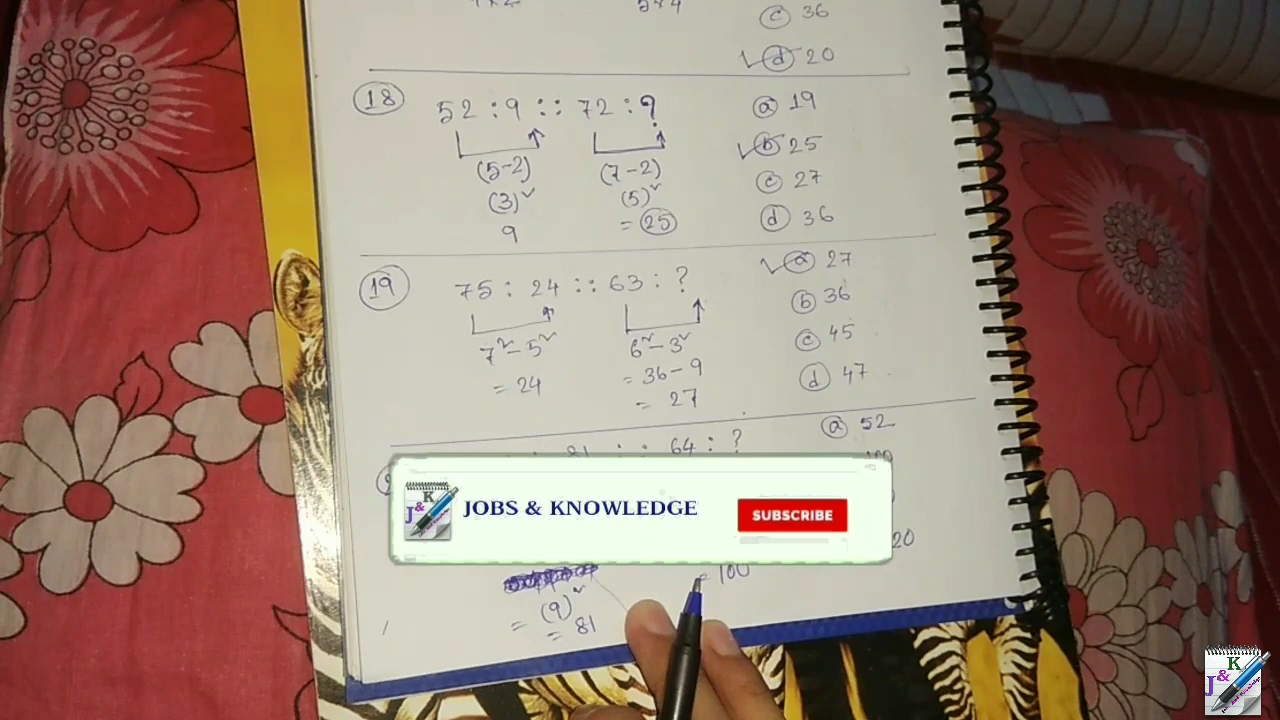 (c) 36
✓(d) 20
(18) 52 : 9 :: 72 : ?
(5-2) (7-2)
(3)² (5)²
9 = 25
(a) 19
✓(b) 25
(c) 27
(d) 36
(19) 75 : 24 :: 63 : ?
7² - 5² 6² - 3²
= 24 = 36 - 9
= 27
✓(a) 27
(b) 36
(c) 45
(d) 47
81 :: 64 : ?
(a) 52
100
20
JOBS & KNOWLEDGE
SUBSCRIBE
= 100
= (9)²
= 81
J&K